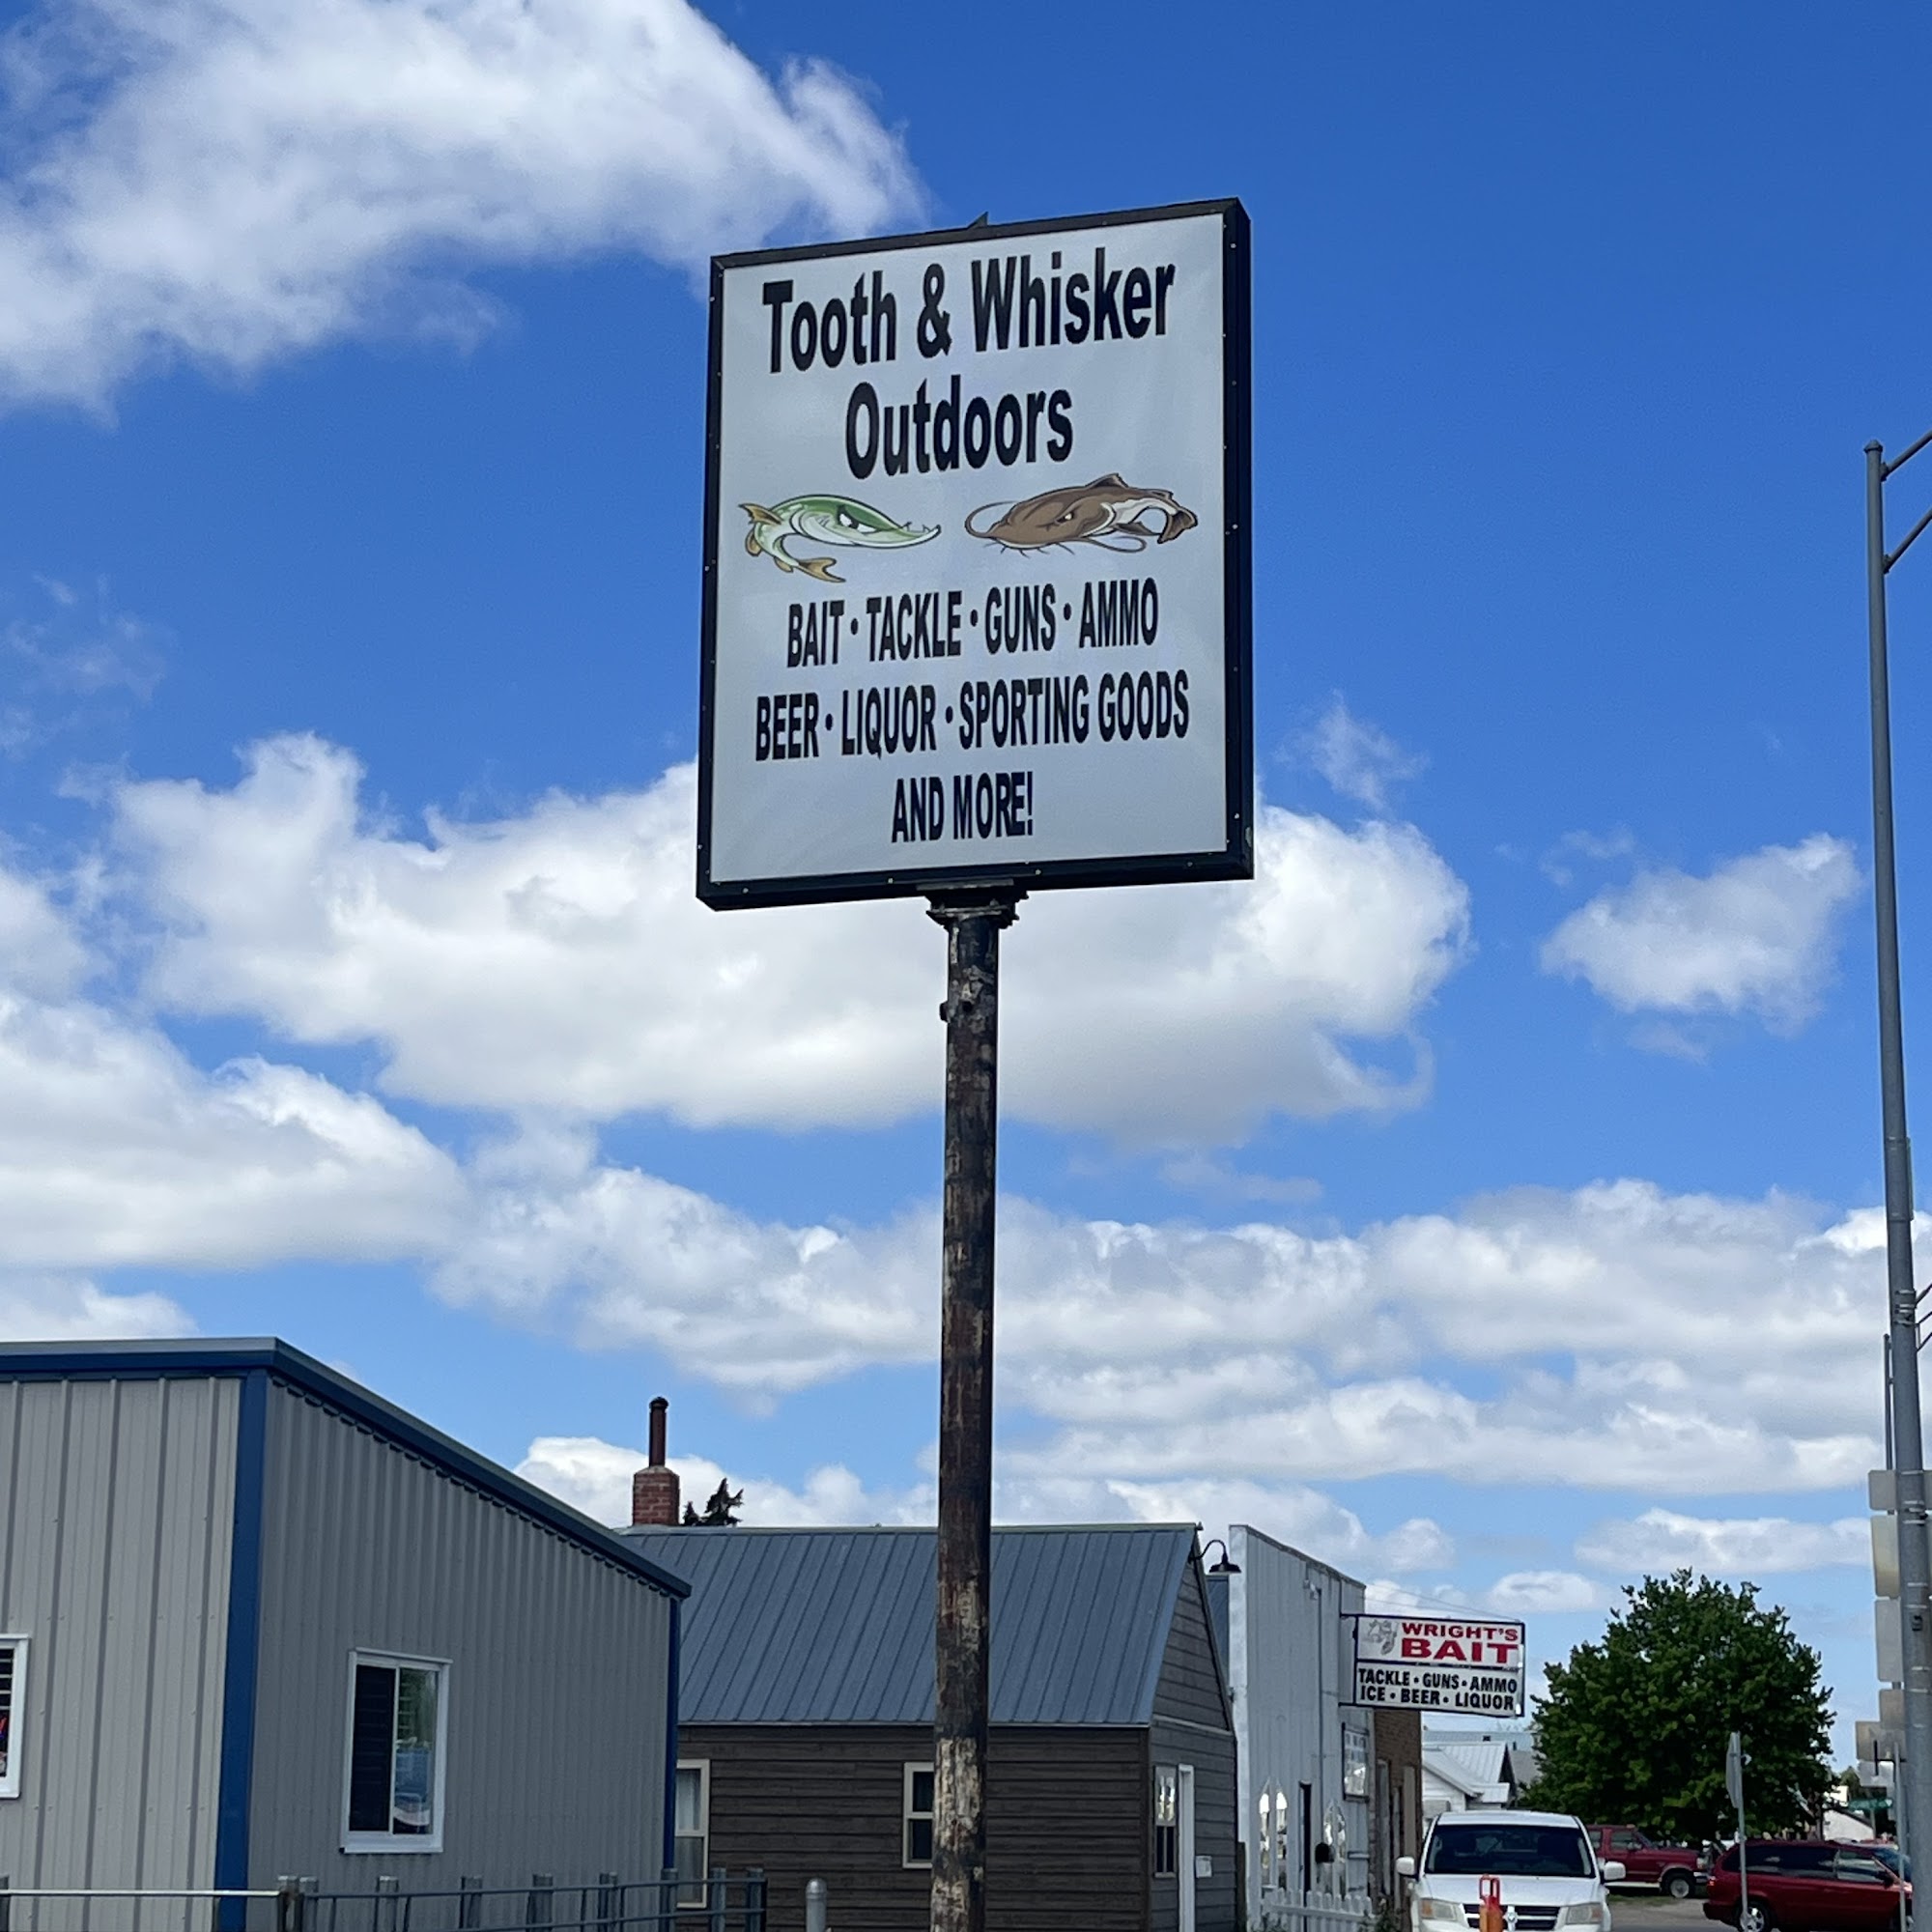 Tooth & Whisker
Outdoors
BAIT • TACKLE • GUNS • AMMO
BEER • LIQUOR • SPORTING GOODS
AND MORE!
WRIGHT'S
BAIT
TACKLE • GUNS • AMMO
ICE • BEER • LIQUOR